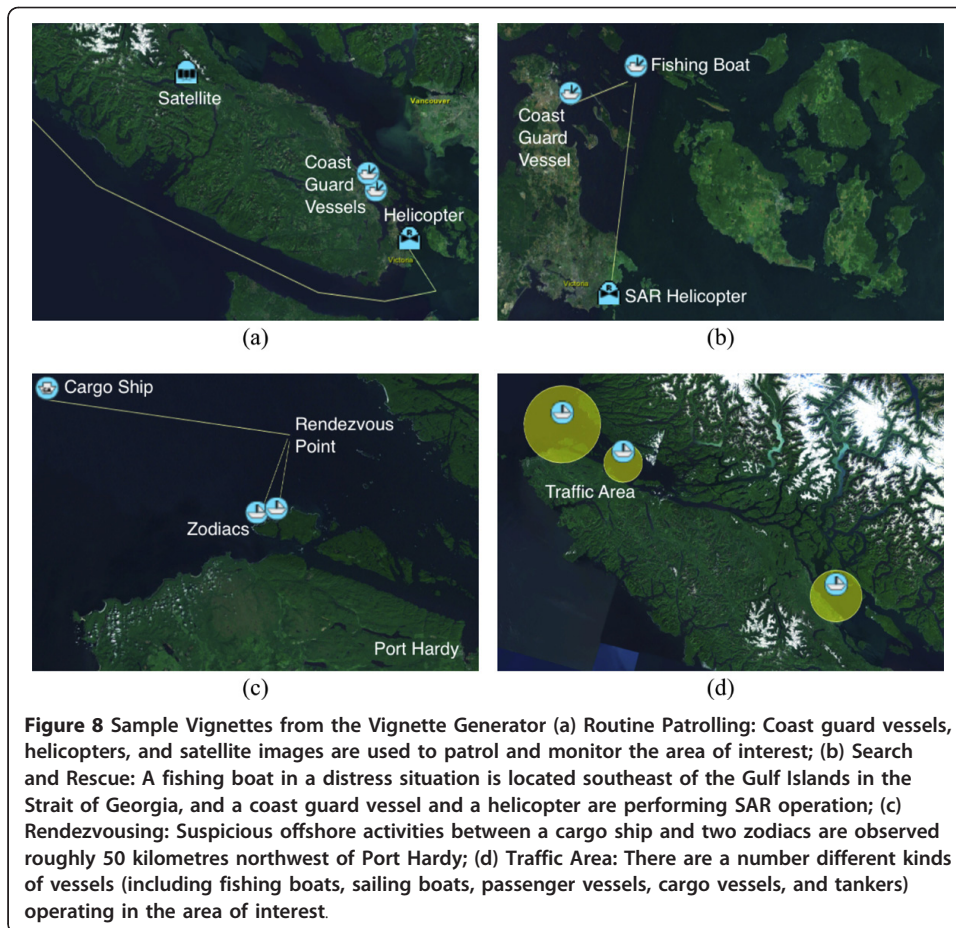 Satellite
Vancouver
Coast
Guard
Vessels
Helicopter
Victoria
(a)
Fishing Boat
Coast
Guard
Vessel
Victoria
SAR Helicopter
(b)
Cargo Ship
Rendezvous
Point
Zodiacs
Port Hardy
(c)
Traffic Area
(d)
Figure 8 Sample Vignettes from the Vignette Generator (a) Routine Patrolling: Coast guard vessels,
helicopters, and satellite images are used to patrol and monitor the area of interest; (b) Search
and Rescue: A fishing boat in a distress situation is located southeast of the Gulf Islands in the
Strait of Georgia, and a coast guard vessel and a helicopter are performing SAR operation; (c)
Rendezvousing: Suspicious offshore activities between a cargo ship and two zodiacs are observed
roughly 50 kilometres northwest of Port Hardy; (d) Traffic Area: There are a number different kinds
of vessels (including fishing boats, sailing boats, passenger vessels, cargo vessels, and tankers)
operating in the area of interest.